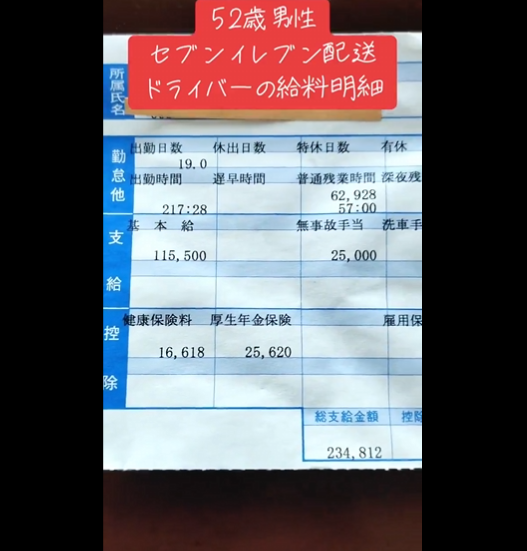 52歳男性
セブンイレブン配送
ドライバーの給料明細
所属氏名
勤怠他
出勤日数 休出日数 特休日数 有休
19.0
出勤時間 遅早時間 普通残業時間 深夜残
62,928
217:28 57:00
支給
基本給 無事故手当 洗車手
115,500 25,000
控除
健康保険料 厚生年金保険 雇用保
16,618 25,620
総支給金額 控除
234,812